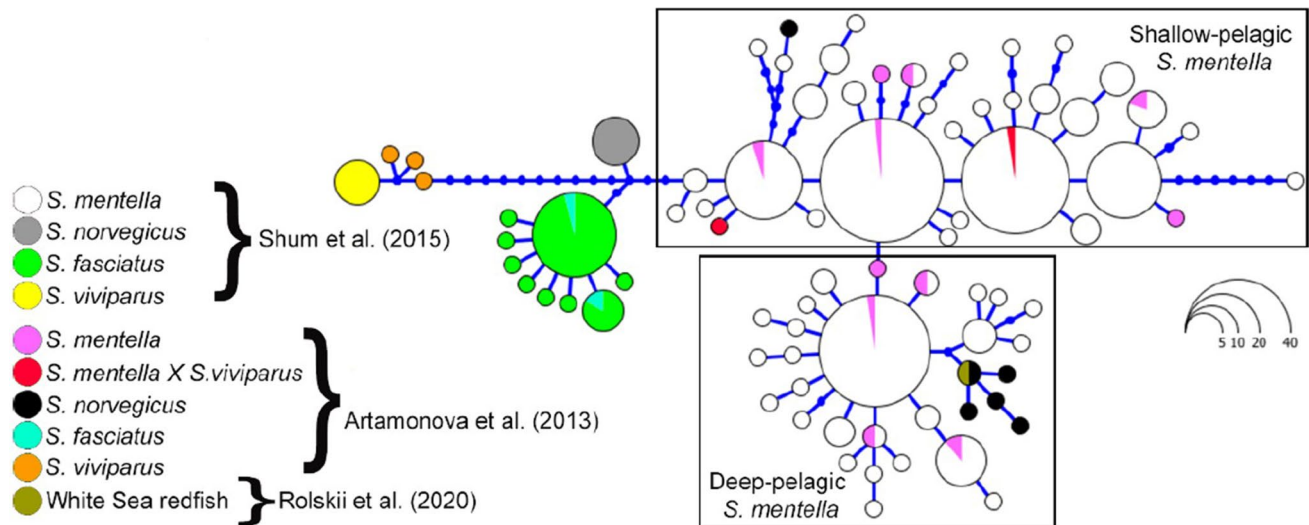 Shallow-pelagic
S. mentella
S. mentella
S. norvegicus
S. fasciatus
S. viviparus
Shum et al. (2015)
S. mentella
S. mentella X S.viviparus
S. norvegicus
S. fasciatus
S. viviparus
Artamonova et al. (2013)
White Sea redfish
Rolskii et al. (2020)
Deep-pelagic
S. mentella
5 10 20 40